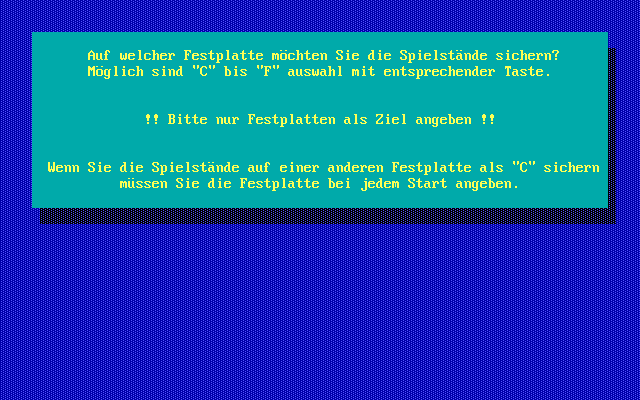 Auf welcher Festplatte möchten Sie die Spielstände sichern?
Möglich sind "C" bis "F" auswahl mit entsprechender Taste.
!! Bitte nur Festplatten als Ziel angeben !!
Wenn Sie die Spielstände auf einer anderen Festplatte als "C" sichern
müssen Sie die Festplatte bei jedem Start angeben.